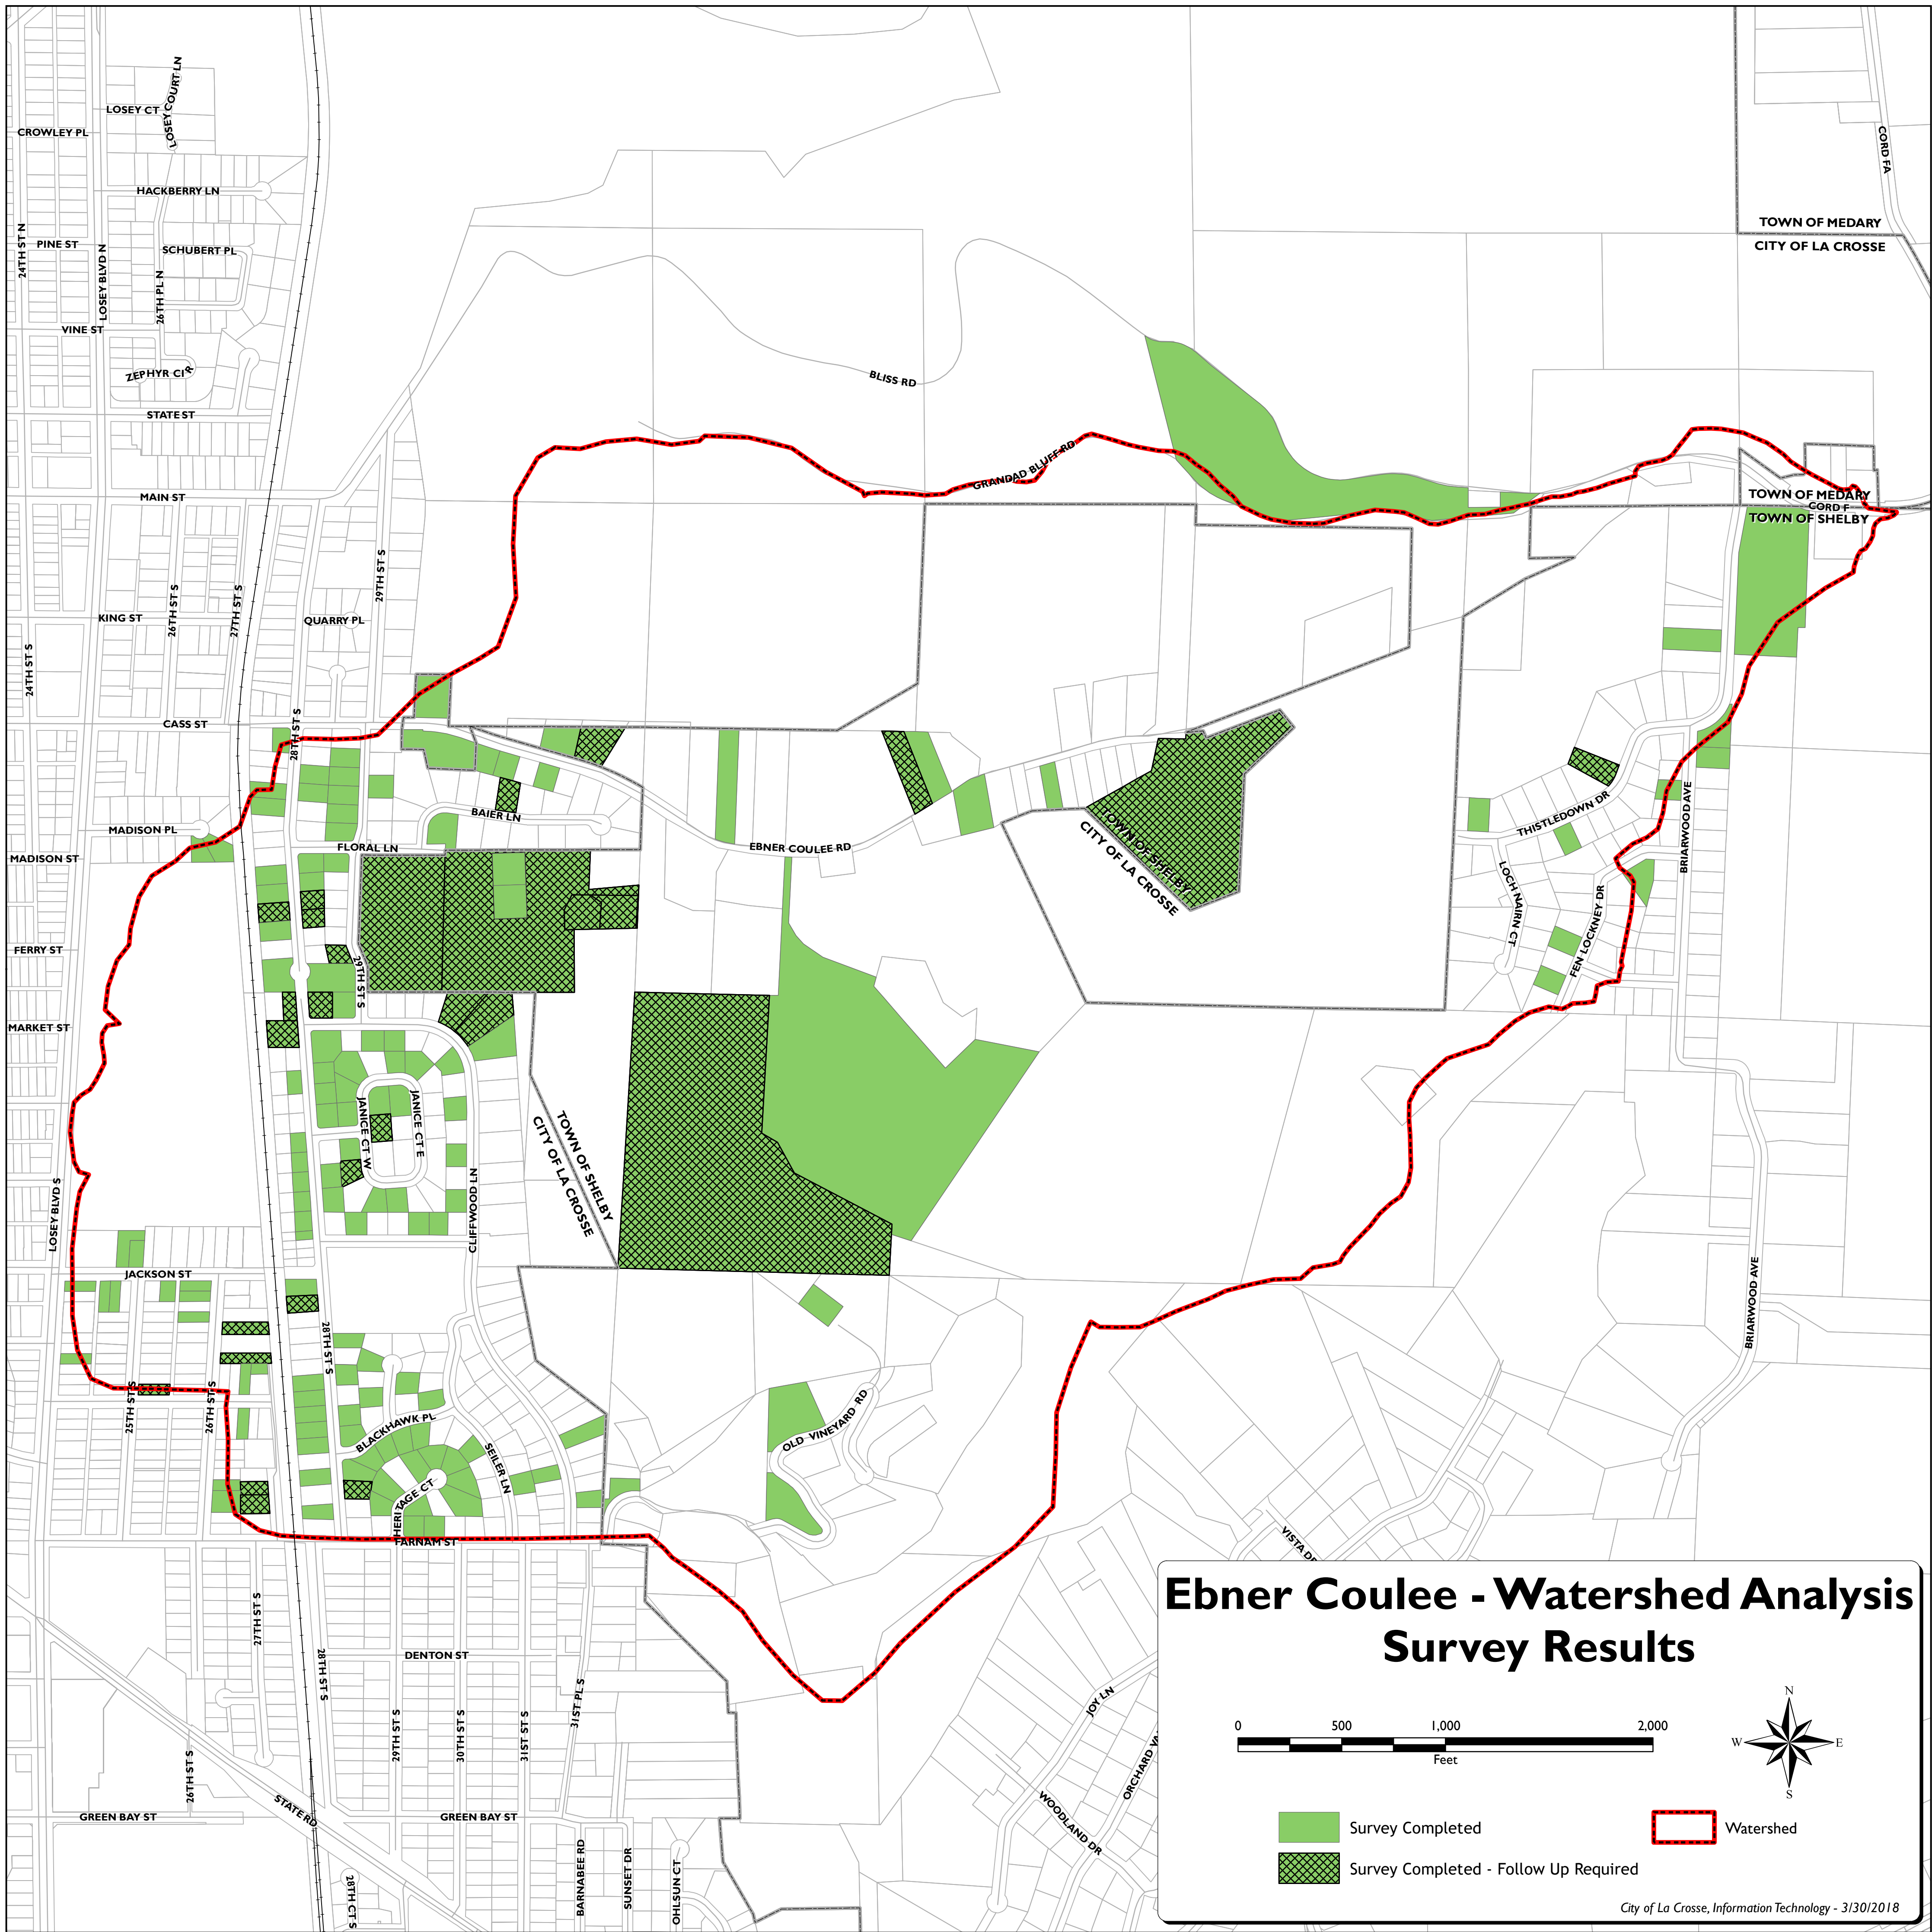 LOSEY COURT LN
LOSEY CT
CROWLEY PL
CORD FA
HACKBERRY LN
TOWN OF MEDARY
CITY OF LA CROSSE
24TH ST N
PINE ST
LOSEY BLVD N
SCHUBERT PL
26TH PL N
VINE ST
ZEPHYR CIR
BLISS RD
STATE ST
GRANDAD BLUFF RD
MAIN ST
TOWN OF MEDARY
CORD F
TOWN OF SHELBY
29TH ST S
26TH ST S
27TH ST S
KING ST
QUARRY PL
24TH ST S
CASS ST
28TH ST S
BAIER LN
MADISON PL
FLORAL LN
EBNER COULEE RD
MADISON ST
TOWN OF SHELBY
CITY OF LA CROSSE
THISTLEDOWN DR
BRIARWOOD AVE
LOCH NAIRN CT
FEN LOCKNEY DR
FERRY ST
29TH ST S
MARKET ST
JANICE CT W
JANICE CT E
CLIFFWOOD LN
TOWN OF SHELBY
CITY OF LA CROSSE
LOSEY BLVD S
JACKSON ST
28TH ST S
BRIARWOOD AVE
25TH ST S
26TH ST S
BLACKHAWK PL
SEILER LN
OLD VINEYARD RD
HERITAGE CT
FARNAM ST
VISTA DR
27TH ST S
28TH ST S
DENTON ST
29TH ST S
30TH ST S
31ST ST S
31ST PL S
JOY LN
26TH ST S
STATE RD
GREEN BAY ST
GREEN BAY ST
WOODLAND DR
28TH CT S
BARNABEE RD
SUNSET DR
OHLSUN CT
Ebner Coulee - Watershed Analysis
Survey Results
0 500 1,000 2,000
Feet
N
W E
S
Survey Completed
Watershed
Survey Completed - Follow Up Required
City of La Crosse, Information Technology - 3/30/2018